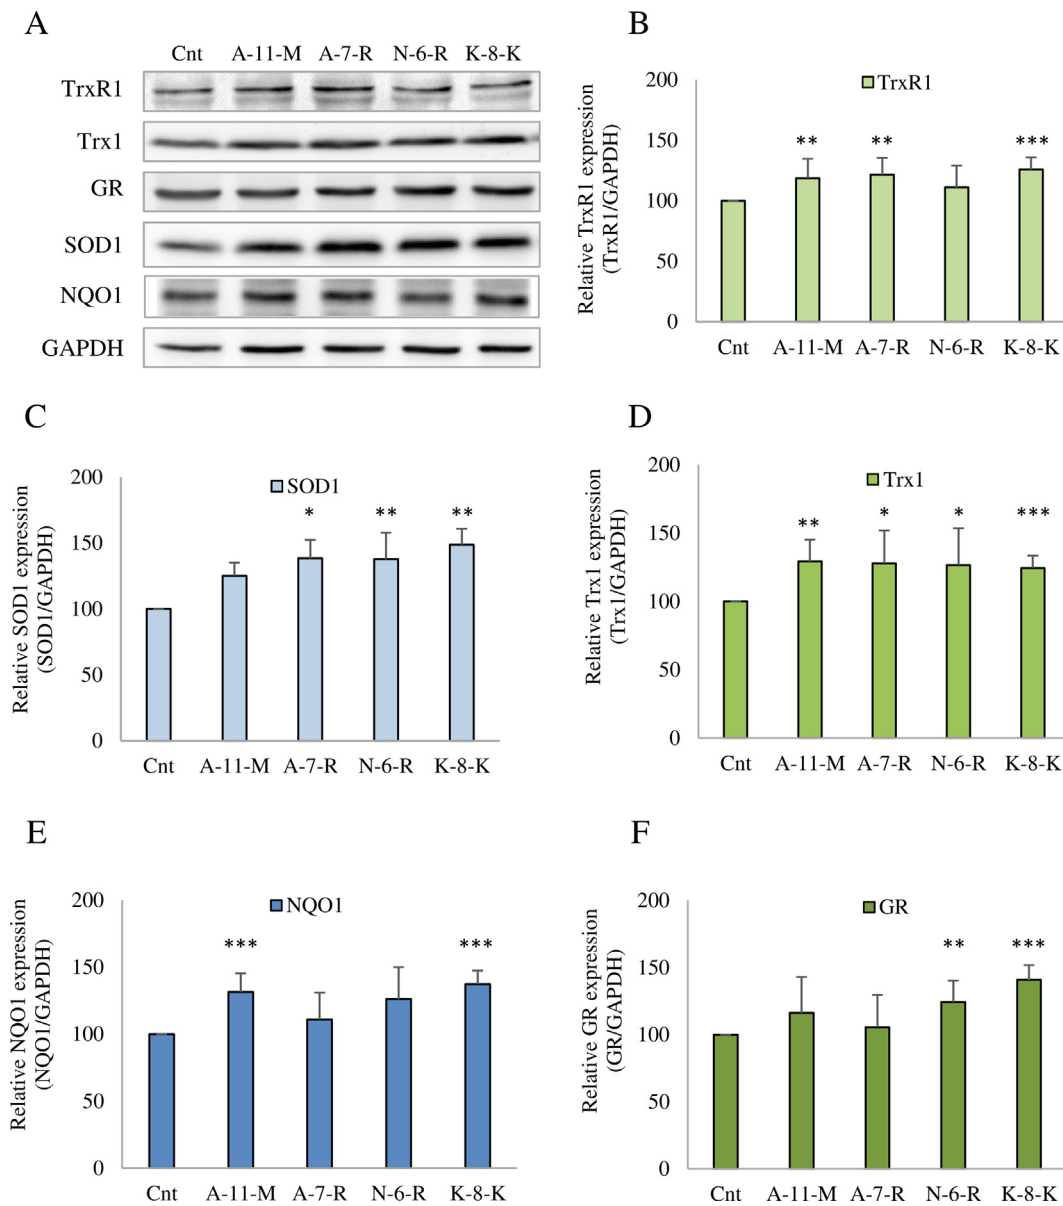 A
Cnt A-11-M A-7-R N-6-R K-8-K
TrxR1
Trx1
GR
SOD1
NQO1
GAPDH
B
Relative TrxR1 expression
(TrxR1/GAPDH)
TrxR1
200
150
100
50
0
** ** ***
Cnt A-11-M A-7-R N-6-R K-8-K
C
Relative SOD1 expression
(SOD1/GAPDH)
SOD1
200
150
100
50
0
* ** **
Cnt A-11-M A-7-R N-6-R K-8-K
D
Relative Trx1 expression
(Trx1/GAPDH)
Trx1
200
150
100
50
0
** * * ***
Cnt A-11-M A-7-R N-6-R K-8-K
E
Relative NQO1 expression
(NQO1/GAPDH)
NQO1
200
150
100
50
0
*** ***
Cnt A-11-M A-7-R N-6-R K-8-K
F
Relative GR expression
(GR/GAPDH)
GR
200
150
100
50
0
** ***
Cnt A-11-M A-7-R N-6-R K-8-K